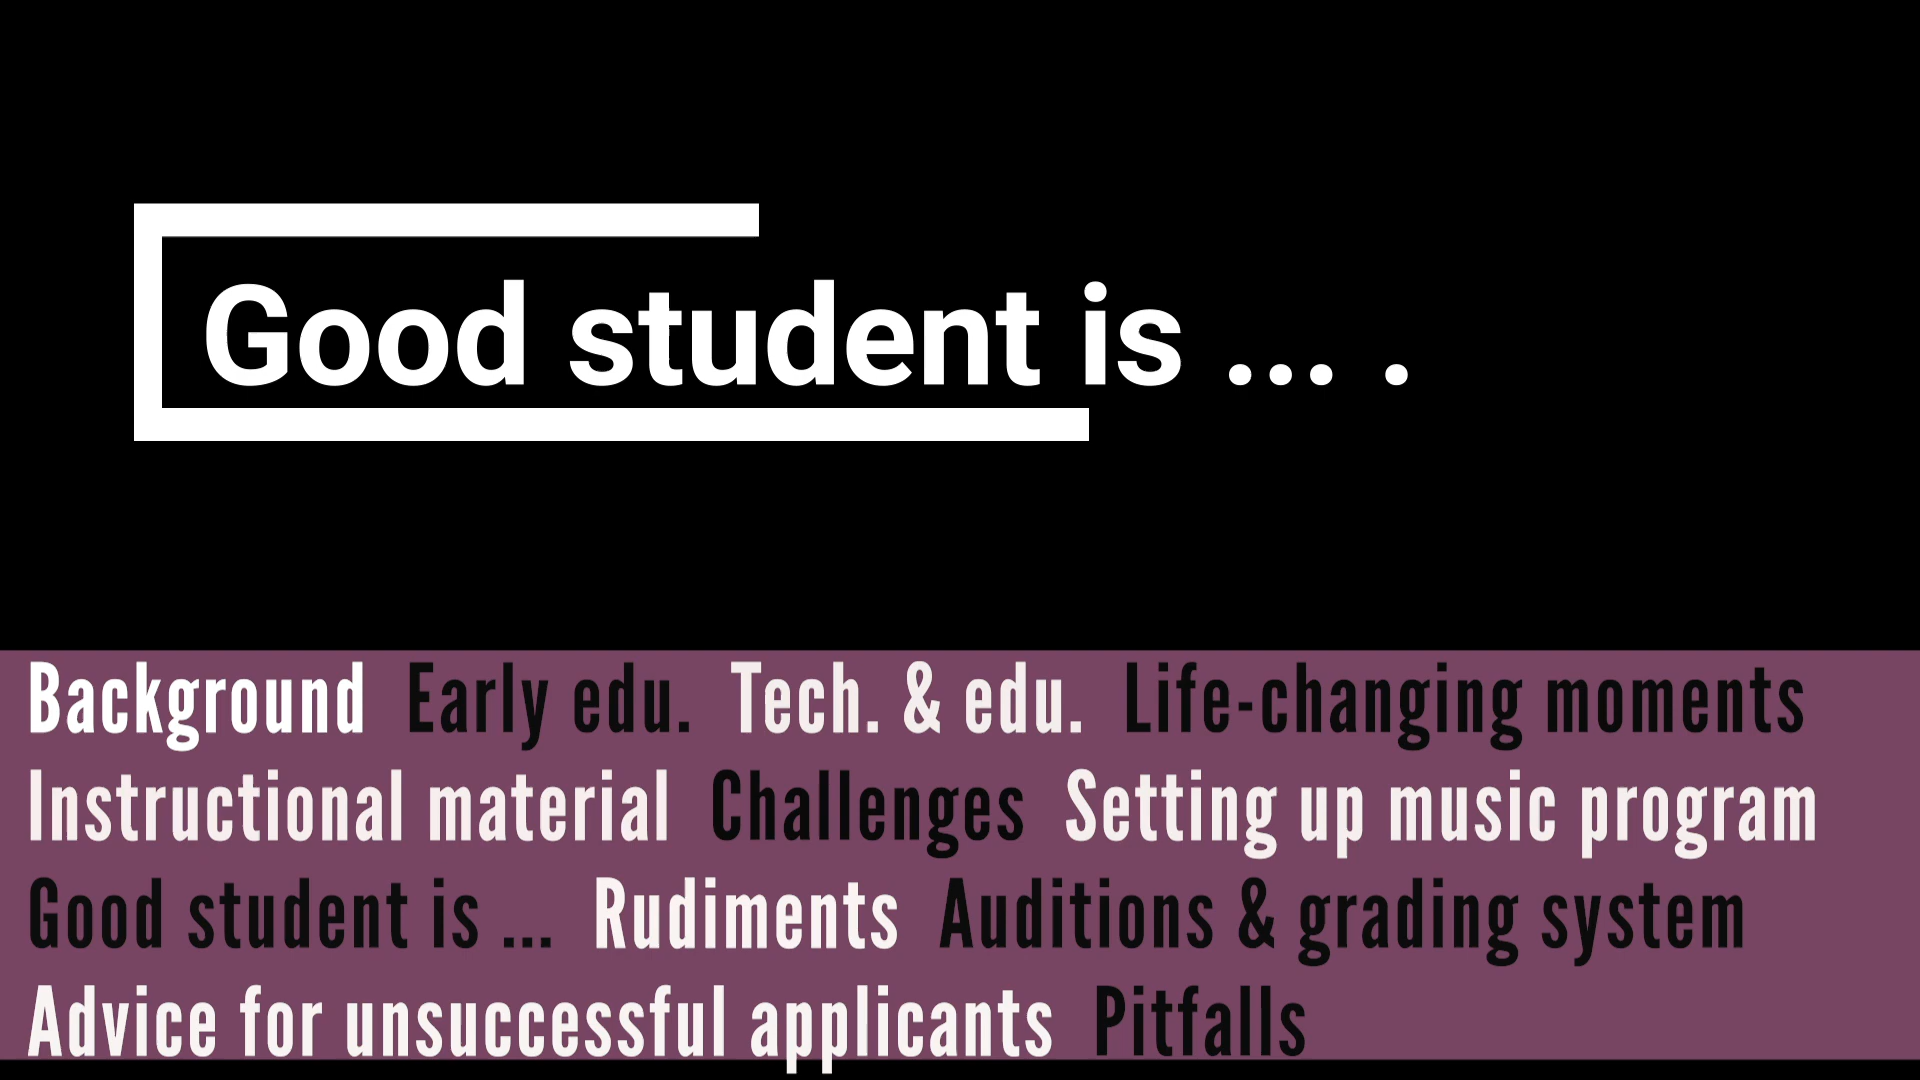 Good student is ... .
Background Early edu. Tech. & edu. Life-changing moments
Instructional material Challenges Setting up music program
Good student is ... Rudiments Auditions & grading system
Advice for unsuccessful applicants Pitfalls